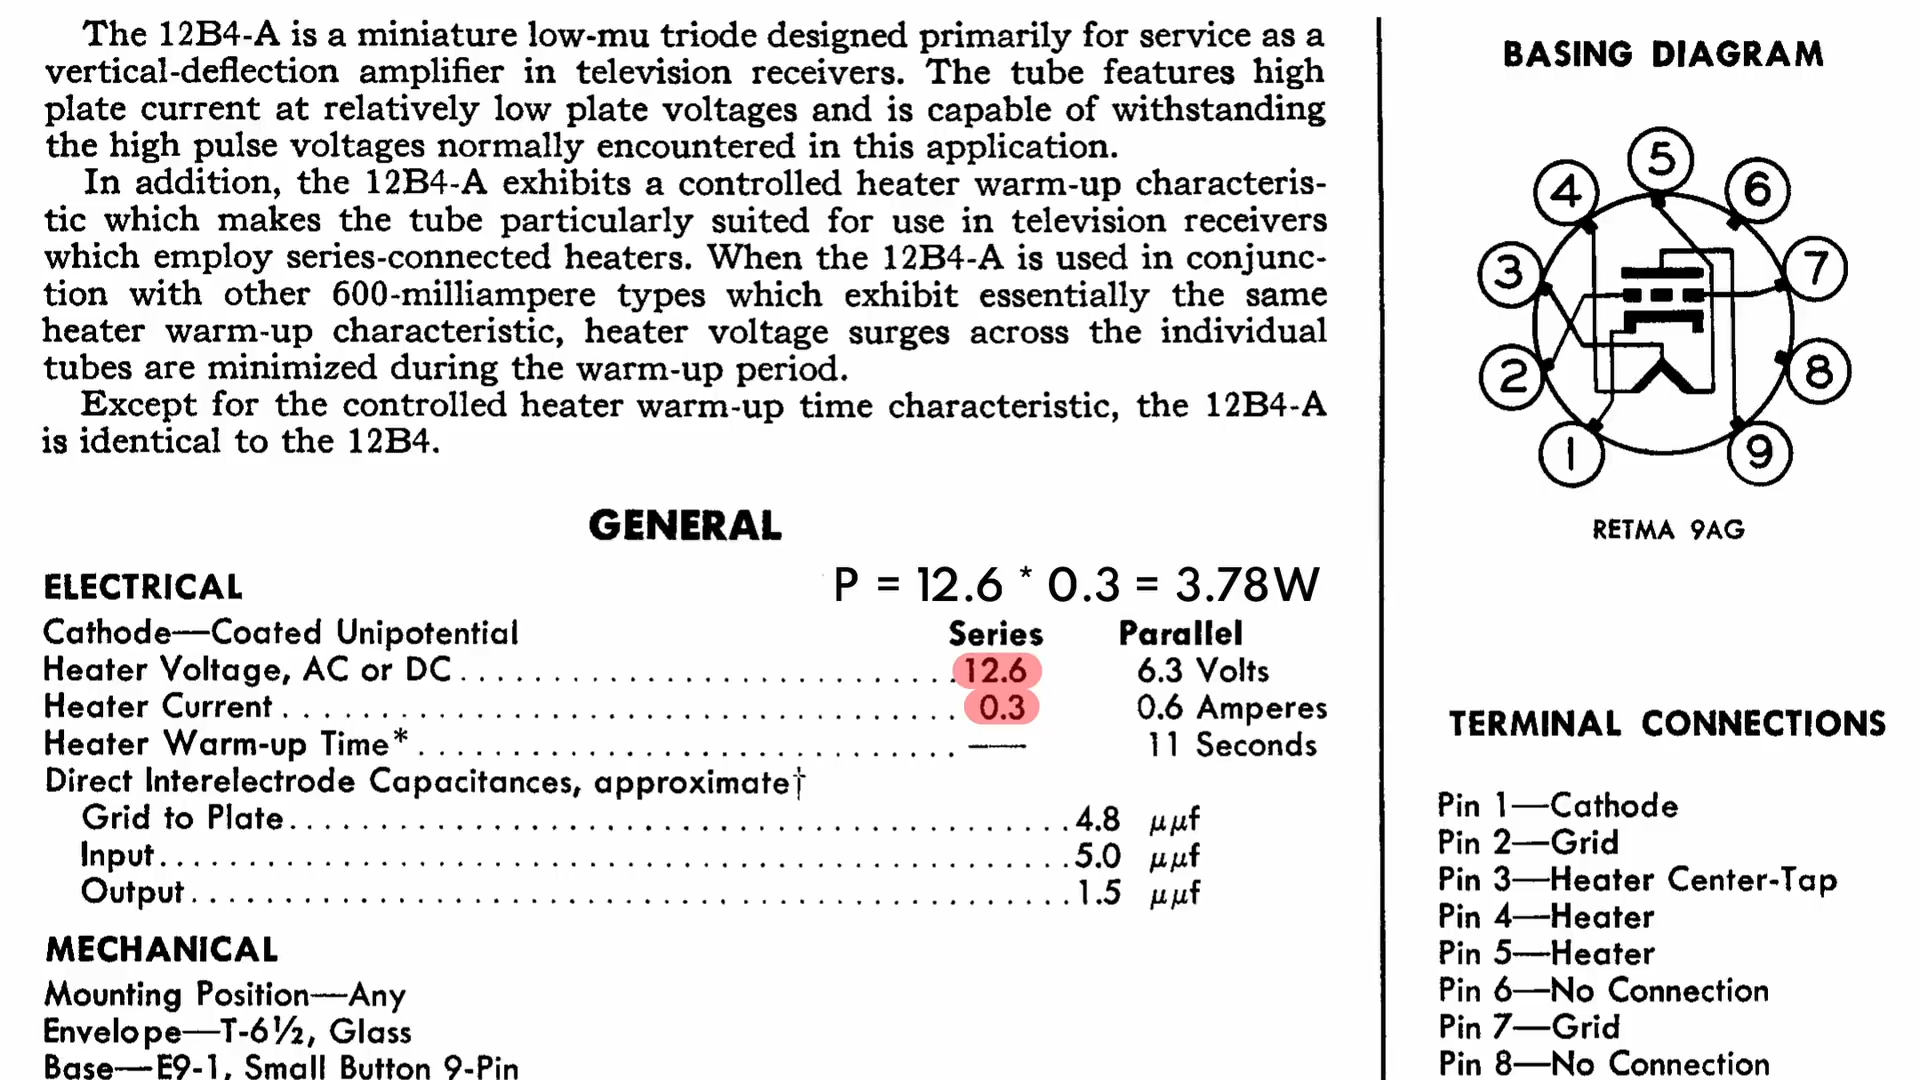 The 12B4-A is a miniature low-mu triode designed primarily for service as a
vertical-deflection amplifier in television receivers. The tube features high
plate current at relatively low plate voltages and is capable of withstanding
the high pulse voltages normally encountered in this application.
In addition, the 12B4-A exhibits a controlled heater warm-up characteris-
tic which makes the tube particularly suited for use in television receivers
which employ series-connected heaters. When the 12B4-A is used in conjunc-
tion with other 600-milliampere types which exhibit essentially the same
heater warm-up characteristic, heater voltage surges across the individual
tubes are minimized during the warm-up period.
Except for the controlled heater warm-up time characteristic, the 12B4-A
is identical to the 12B4.
GENERAL
ELECTRICAL
P = 12.6 * 0.3 = 3.78W
Cathode—Coated Unipotential Series Parallel
Heater Voltage, AC or DC............................12.6 6.3 Volts
Heater Current.................................. 0.3 0.6 Amperes
Heater Warm-up Time*........................... — 11 Seconds
Direct Interelectrode Capacitances, approximate†
Grid to Plate.......................................4.8 μμf
Input..............................................5.0 μμf
Output............................................1.5 μμf
MECHANICAL
Mounting Position—Any
Envelope—T-6½, Glass
Base—E9-1, Small Button 9-Pin
BASING DIAGRAM
5
4
6
3
7
2
8
1
9
RETMA 9AG
TERMINAL CONNECTIONS
Pin 1—Cathode
Pin 2—Grid
Pin 3—Heater Center-Tap
Pin 4—Heater
Pin 5—Heater
Pin 6—No Connection
Pin 7—Grid
Pin 8—No Connection